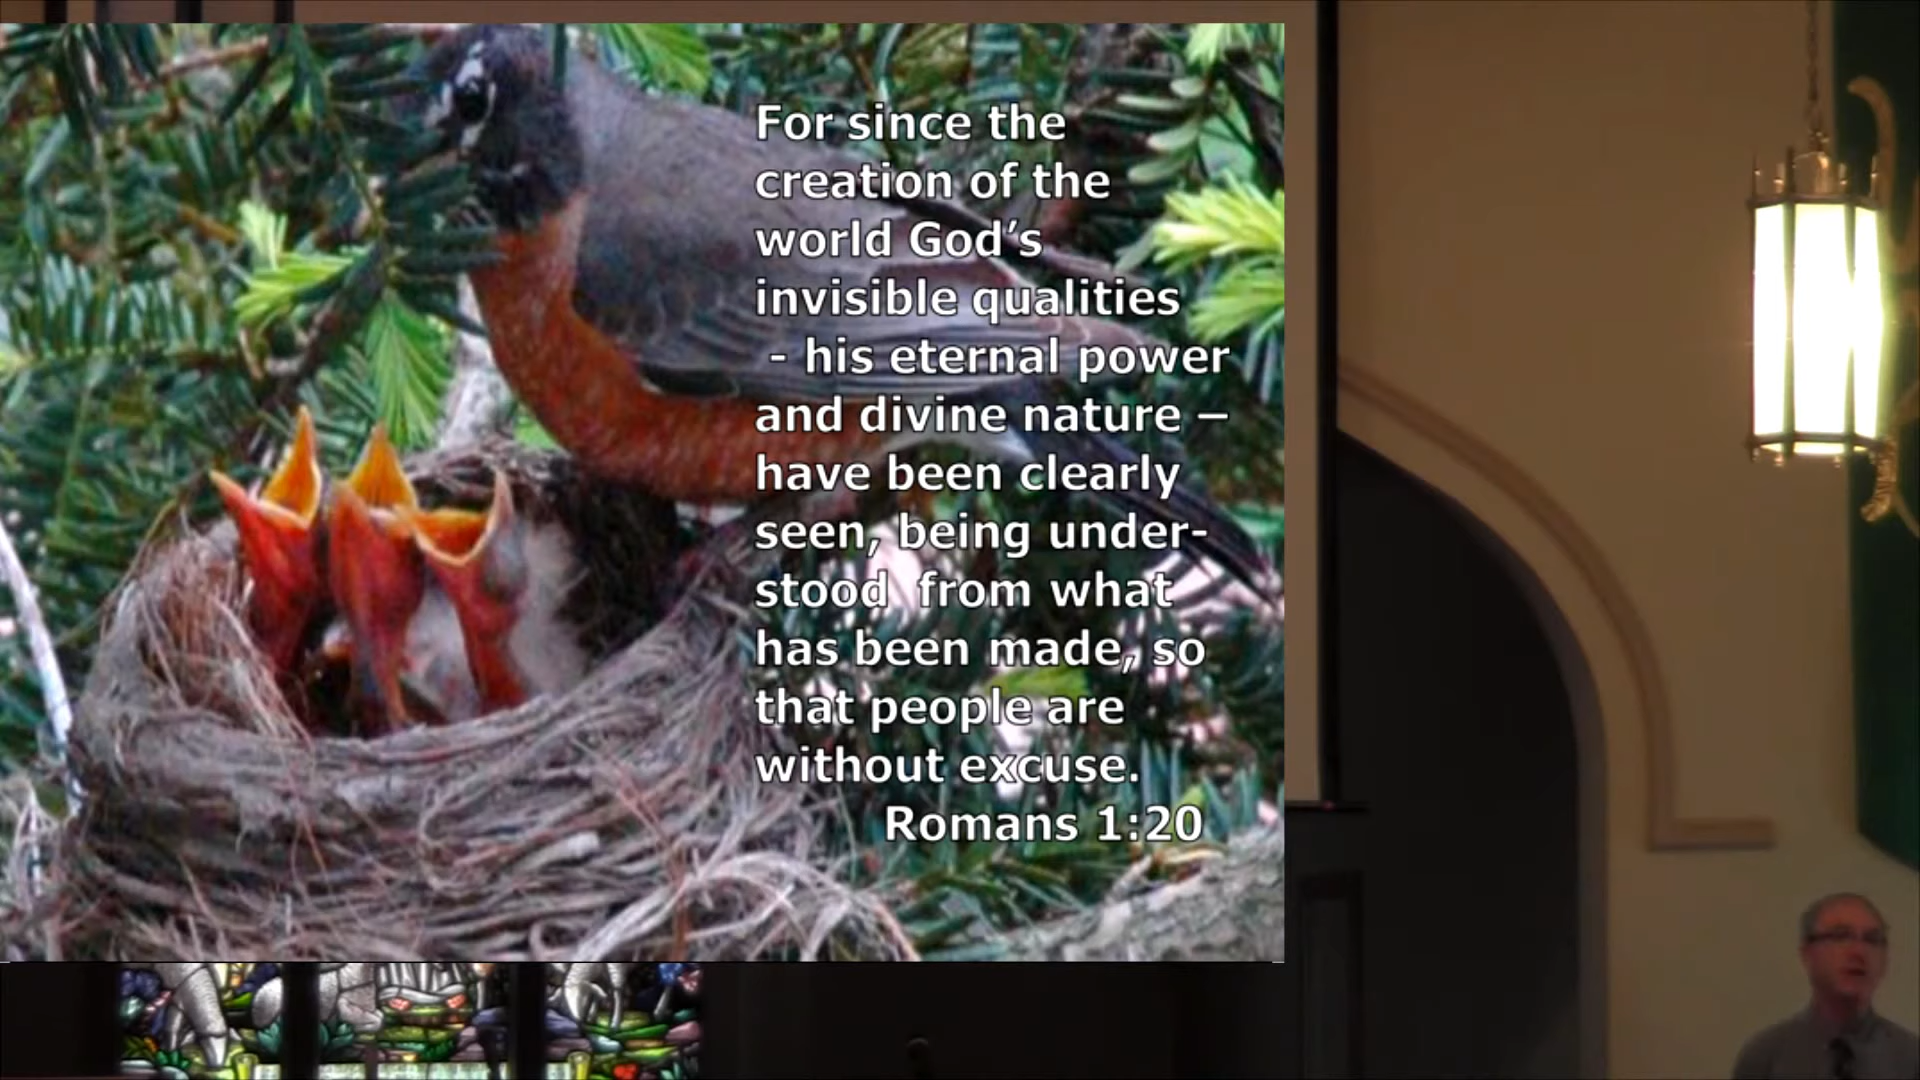 For since the
creation of the
world God’s
invisible qualities
- his eternal power
and divine nature –
have been clearly
seen, being under-
stood from what
has been made, so
that people are
without excuse.
Romans 1:20